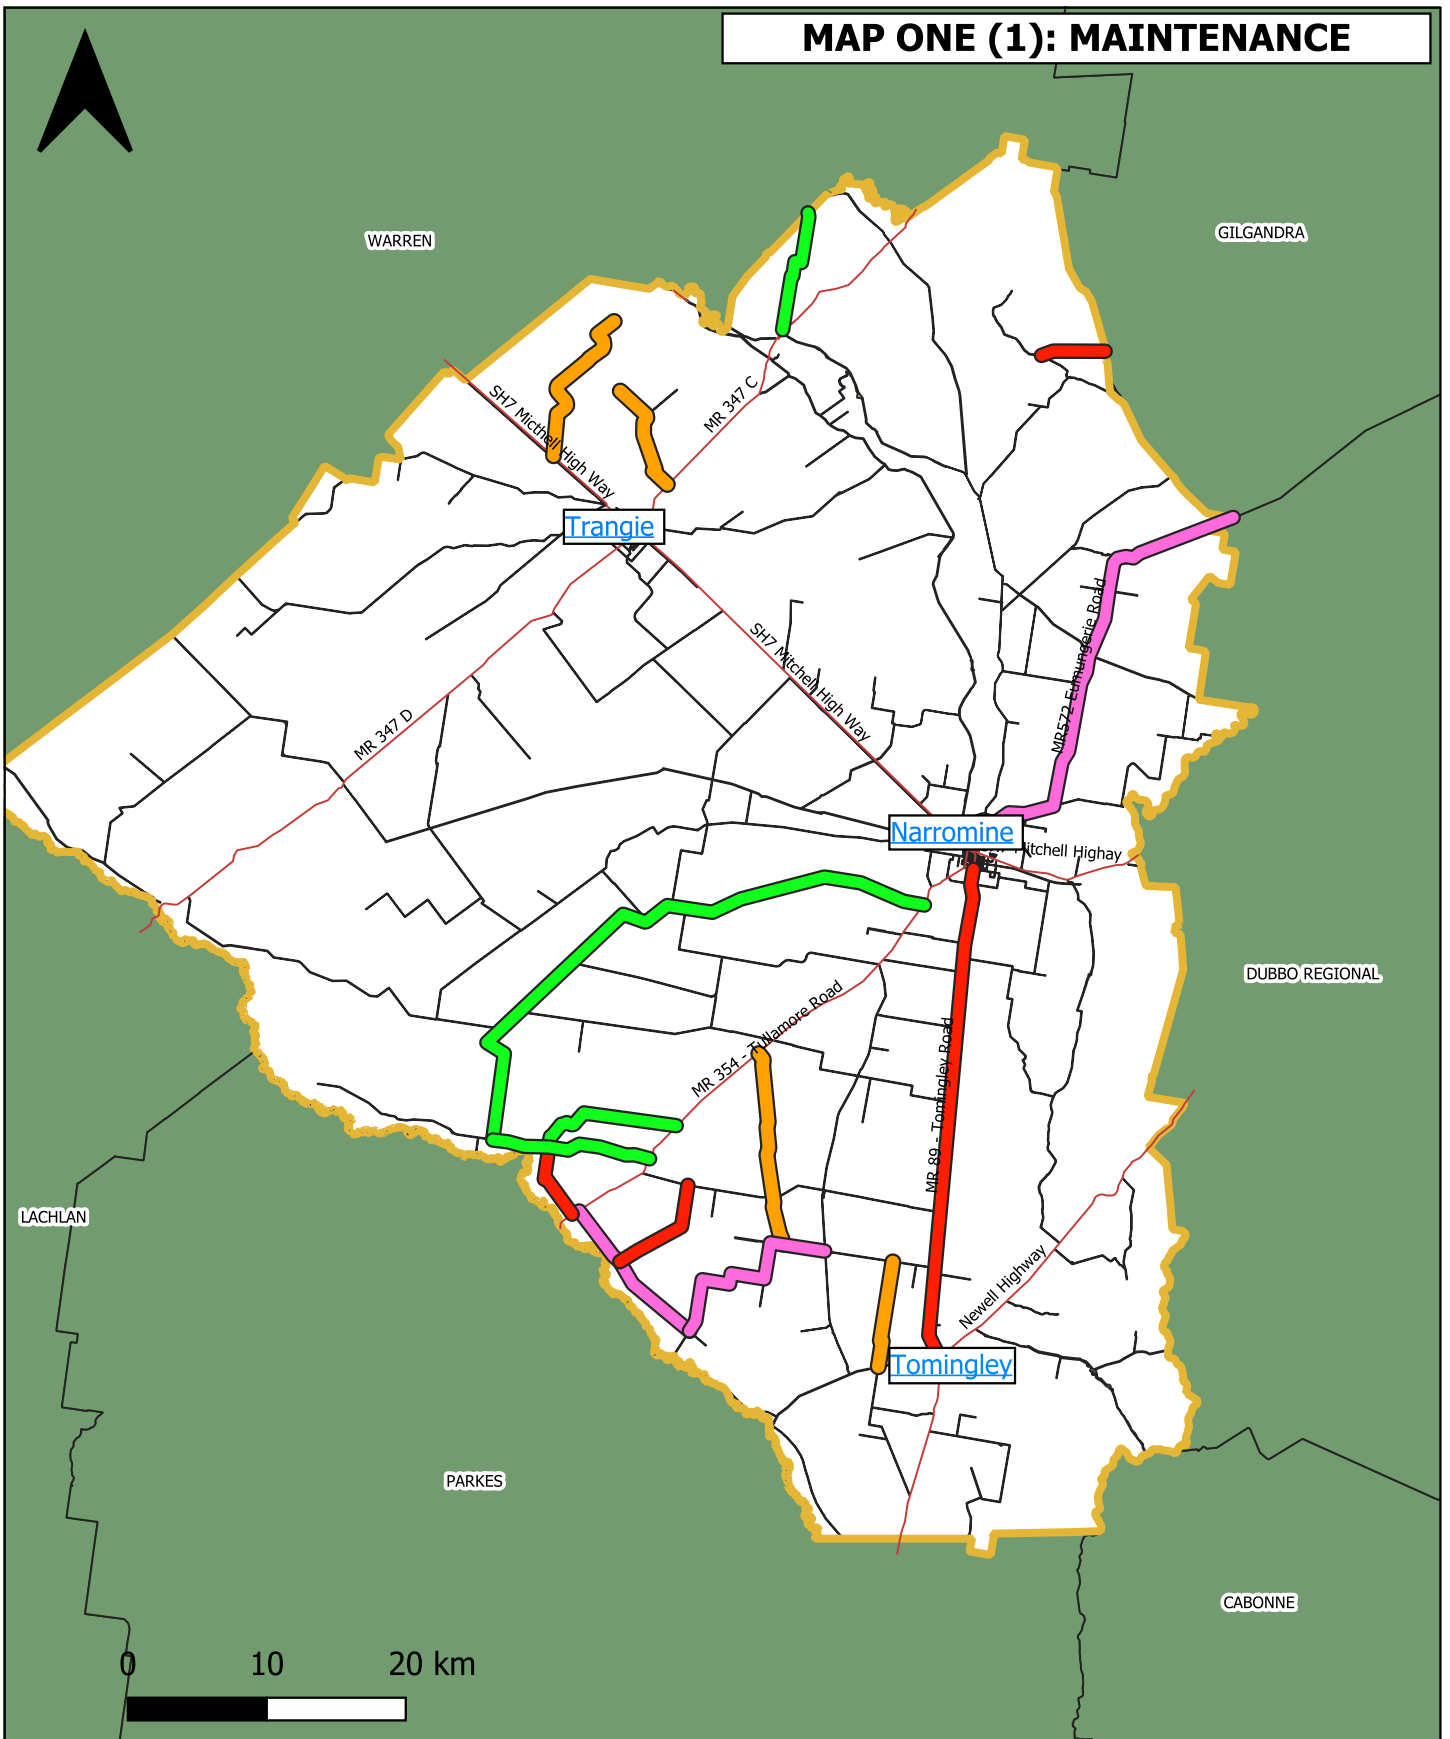 MAP ONE (1): MAINTENANCE
WARREN
GILGANDRA
SH7 Micthell High Way
MR 347 C
Trangie
MR572 Eumungerie Road
SH7 Mitchell High Way
MR 347 D
Narromine
Mitchell Highay
DUBBO REGIONAL
MR 354 - Tullamore Road
MR 89 - Tomingley Road
LACHLAN
Newell Highway
Tomingley
PARKES
CABONNE
0 10 20 km